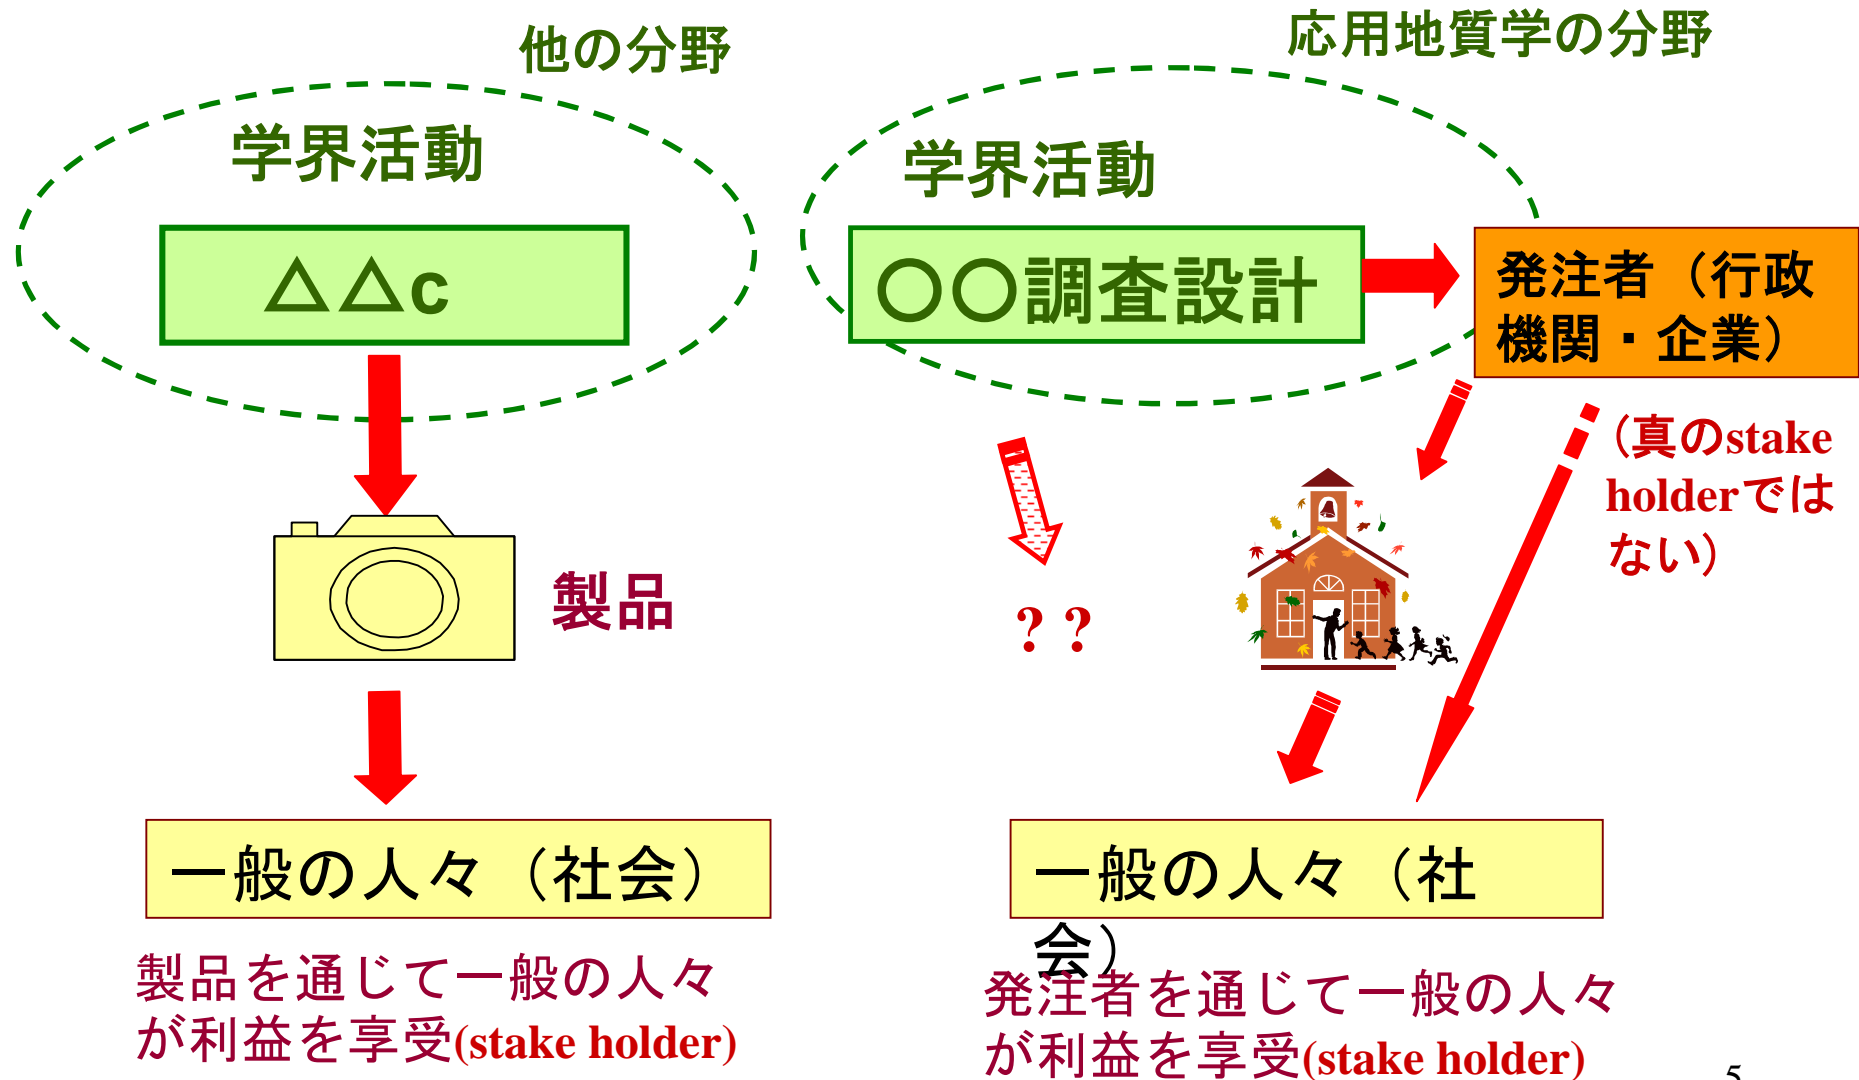 他の分野
学界活動
△△c
製品
一般の人々（社会）
製品を通じて一般の人々
が利益を享受(stake holder)
応用地質学の分野
学界活動
〇〇調査設計
発注者（行政
機関・企業）
（真のstake
holderでは
ない）
? ?
一般の人々（社
会）
発注者を通じて一般の人々
が利益を享受(stake holder)
5